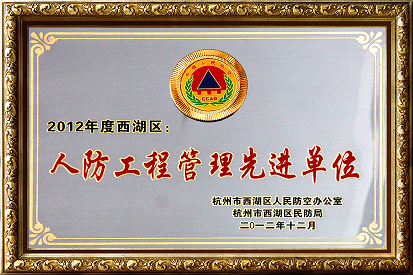 CCAD
2012年度西湖区：
人防工程管理先进单位
杭州市西湖区人民防空办公室
杭州市西湖区民防局
二0一二年十二月